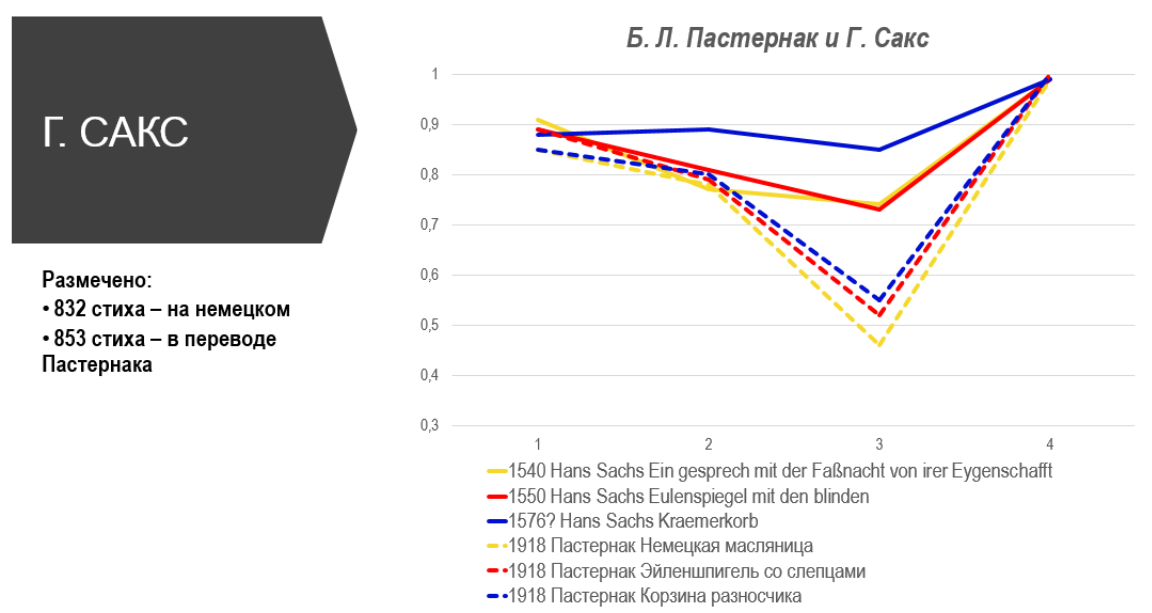 Г. САКС
Размечено:
• 832 стиха – на немецком
• 853 стиха – в переводе
Пастернака
Б. Л. Пастернак и Г. Сакс
1
0,9
0,8
0,7
0,6
0,5
0,4
0,3
1 2 3 4
1540 Hans Sachs Ein gesprech mit der Faßnacht von irer Eygenschafft
1550 Hans Sachs Eulenspiegel mit den blinden
1576? Hans Sachs Kraemerkorb
1918 Пастернак Немецкая масляница
1918 Пастернак Эйленшпигель со слепцами
1918 Пастернак Корзина разносчика